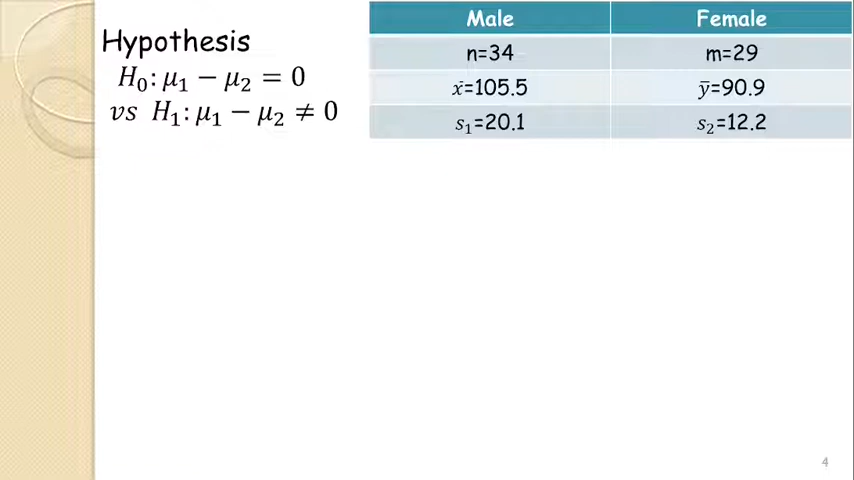 Hypothesis
H₀: μ₁ − μ₂ = 0
vs H₁: μ₁ − μ₂ ≠ 0
Male Female
n=34 m=29
x̄=105.5 ȳ=90.9
s₁=20.1 s₂=12.2
4